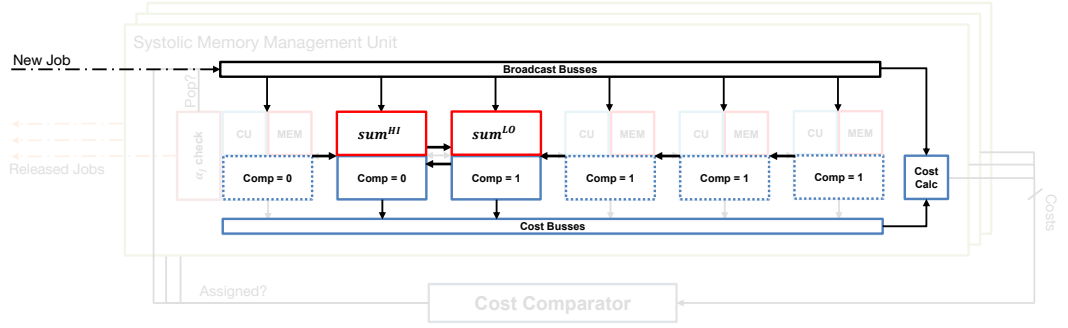 Systolic Memory Management Unit
New Job
Broadcast Busses
Pop?
CU MEM sum^HI sum^LO CU MEM CU MEM CU MEM
α_j check
Released Jobs
Comp = 0 Comp = 0 Comp = 1 Comp = 1 Comp = 1 Comp = 1
Cost
Calc
Costs
Cost Busses
Assigned?
Cost Comparator